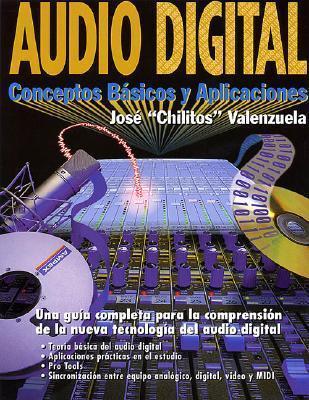 AUDIO DIGITAL
Conceptos Básicos y Aplicaciones
José "Chilitos" Valenzuela
AMPEX
Una guía completa para la comprensión
de la nueva tecnología del audio digital
• Teoría básica del audio digital
• Aplicaciones prácticas en el estudio
• Pro Tools
• Sincronización entre equipo analógico, digital, video y MIDI